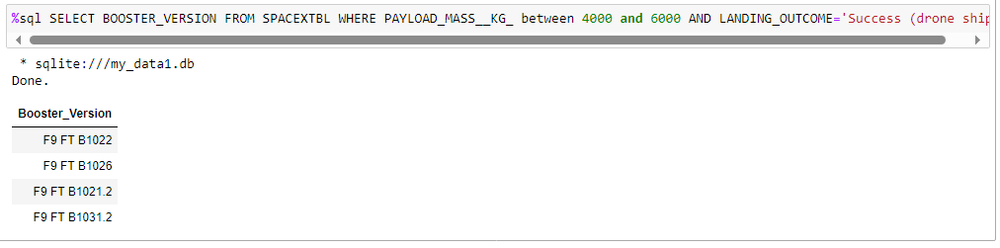 %sql SELECT BOOSTER_VERSION FROM SPACEXTBL WHERE PAYLOAD_MASS__KG_ between 4000 and 6000 AND LANDING_OUTCOME='Success (drone ship
* sqlite:///my_data1.db
Done.
Booster_Version
F9 FT B1022
F9 FT B1026
F9 FT B1021.2
F9 FT B1031.2